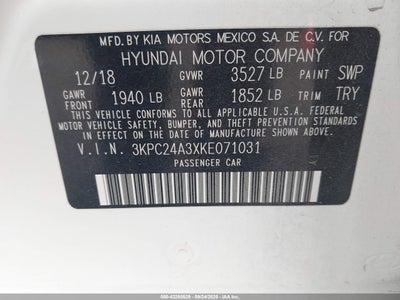 MFD.BY KIA MOTORS MEXICO S.A. DE C.V. FOR
HYUNDAI MOTOR COMPANY
12/18 GVWR 3527 LB PAINT SWP
GAWR FRONT 1940 LB GAWR REAR 1852 LB TRIM TRY
THIS VEHICLE CONFORMS TO ALL APPLICABLE U.S.A. FEDERAL
MOTOR VEHICLE SAFETY, BUMPER, AND THEFT PREVENTION STANDARDS
IN EFFECT ON THE DATE OF MANUFACTURE SHOWN ABOVE.
V.I.N. 3KPC24A3XKE071031
PASSENGER CAR